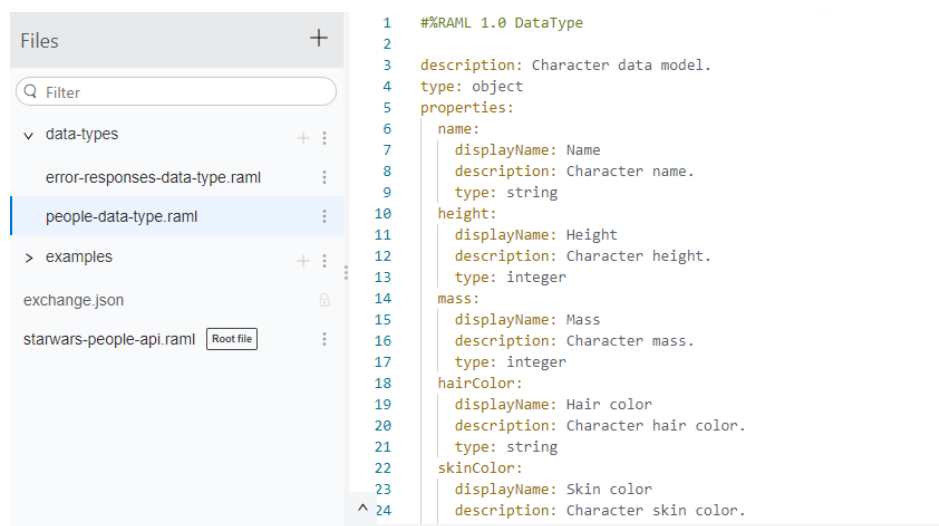 Files
Filter
data-types
error-responses-data-type.raml
people-data-type.raml
examples
exchange.json
starwars-people-api.raml Root file
1 #%RAML 1.0 DataType
2
3 description: Character data model.
4 type: object
5 properties:
6 name:
7 displayName: Name
8 description: Character name.
9 type: string
10 height:
11 displayName: Height
12 description: Character height.
13 type: integer
14 mass:
15 displayName: Mass
16 description: Character mass.
17 type: integer
18 hairColor:
19 displayName: Hair color
20 description: Character hair color.
21 type: string
22 skinColor:
23 displayName: Skin color
24 description: Character skin color.